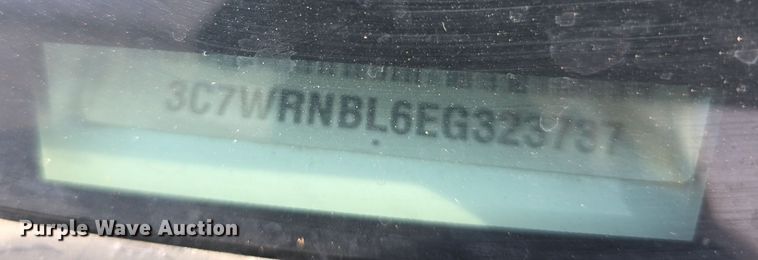 3C7WRNBL6EG323737
Purple Wave Auction